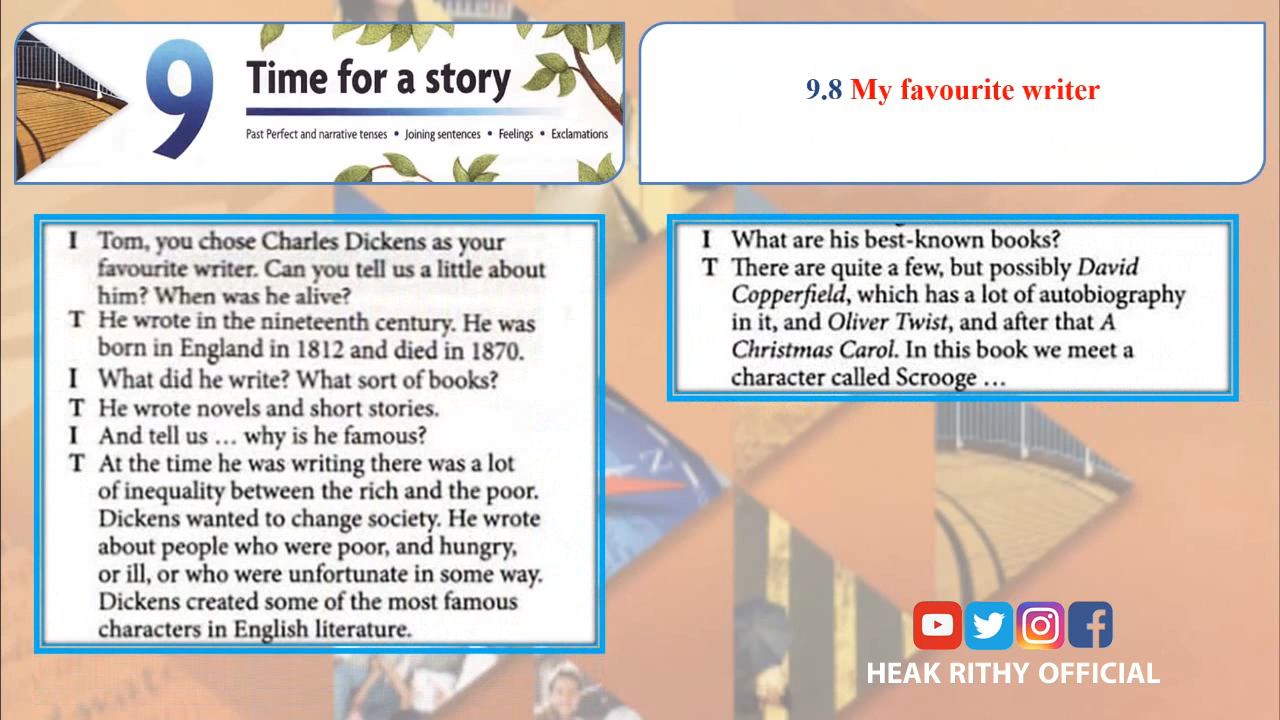 9
Time for a story
Past Perfect and narrative tenses • Joining sentences • Feelings • Exclamations
9.8 My favourite writer
I Tom, you chose Charles Dickens as your
favourite writer. Can you tell us a little about
him? When was he alive?
T He wrote in the nineteenth century. He was
born in England in 1812 and died in 1870.
I What did he write? What sort of books?
T He wrote novels and short stories.
I And tell us … why is he famous?
T At the time he was writing there was a lot
of inequality between the rich and the poor.
Dickens wanted to change society. He wrote
about people who were poor, and hungry,
or ill, or who were unfortunate in some way.
Dickens created some of the most famous
characters in English literature.
I What are his best-known books?
T There are quite a few, but possibly David
Copperfield, which has a lot of autobiography
in it, and Oliver Twist, and after that A
Christmas Carol. In this book we meet a
character called Scrooge …
HEAK RITHY OFFICIAL